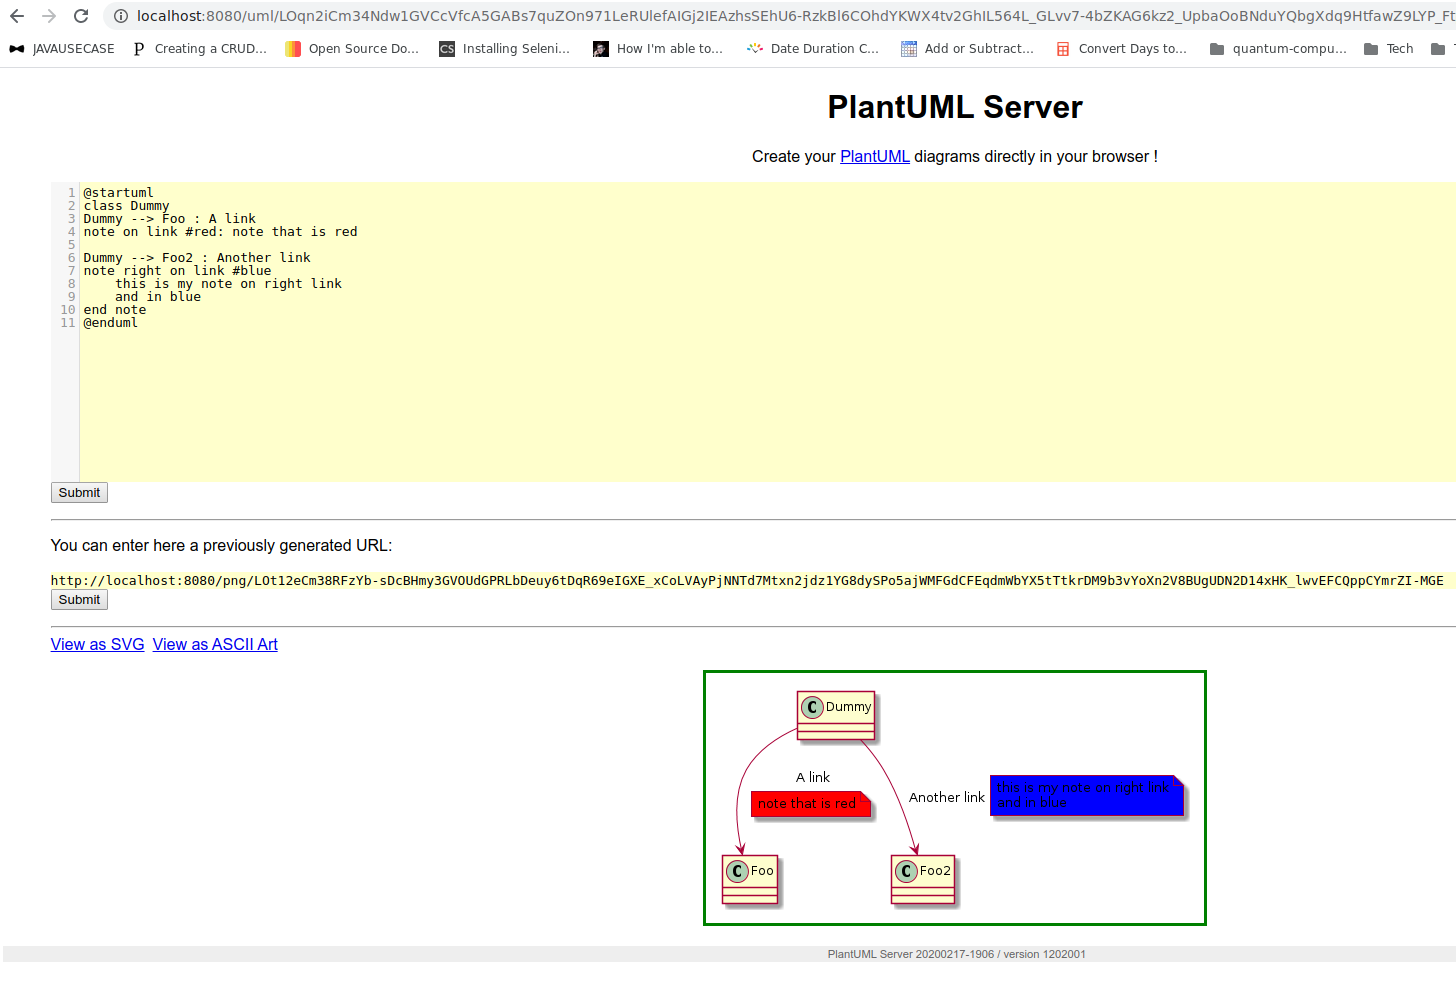 localhost:8080/uml/LOqn2iCm34Ndw1GVCcVfcA5GABs7quZOn971LeRUlefAIGj2IEAzhsSEhU6-RzkBl6COhdYKWX4tv2GhIL564L_GLvv7-4bZKAG6kz2_UpbaOoBNduYQbgXdq9HtfawZ9LYP_Ft
JAVAUSECASE Creating a CRUD... Open Source Do... Installing Seleni... How I'm able to... Date Duration C... Add or Subtract... Convert Days to... quantum-compu... Tech
PlantUML Server
Create your PlantUML diagrams directly in your browser !
1 @startuml
2 class Dummy
3 Dummy --> Foo : A link
4 note on link #red: note that is red
5
6 Dummy --> Foo2 : Another link
7 note right on link #blue
8 this is my note on right link
9 and in blue
10 end note
11 @enduml
Submit
You can enter here a previously generated URL:
http://localhost:8080/png/LOt12eCm38RFzYb-sDcBHmy3GVOUdGPRLbDeuy6tDqR69eIGXE_xCoLVAyPjNNTd7Mtxn2jdz1YG8dySPo5ajWMFGdCFEqdmWbYX5tTtkrDM9b3vYoXn2V8BUgUDN2D14xHK_lwvEFCQppCYmrZI-MGE
Submit
View as SVG View as ASCII Art
C Dummy
A link
note that is red
Another link
this is my note on right link
and in blue
C Foo
C Foo2
PlantUML Server 20200217-1906 / version 1202001